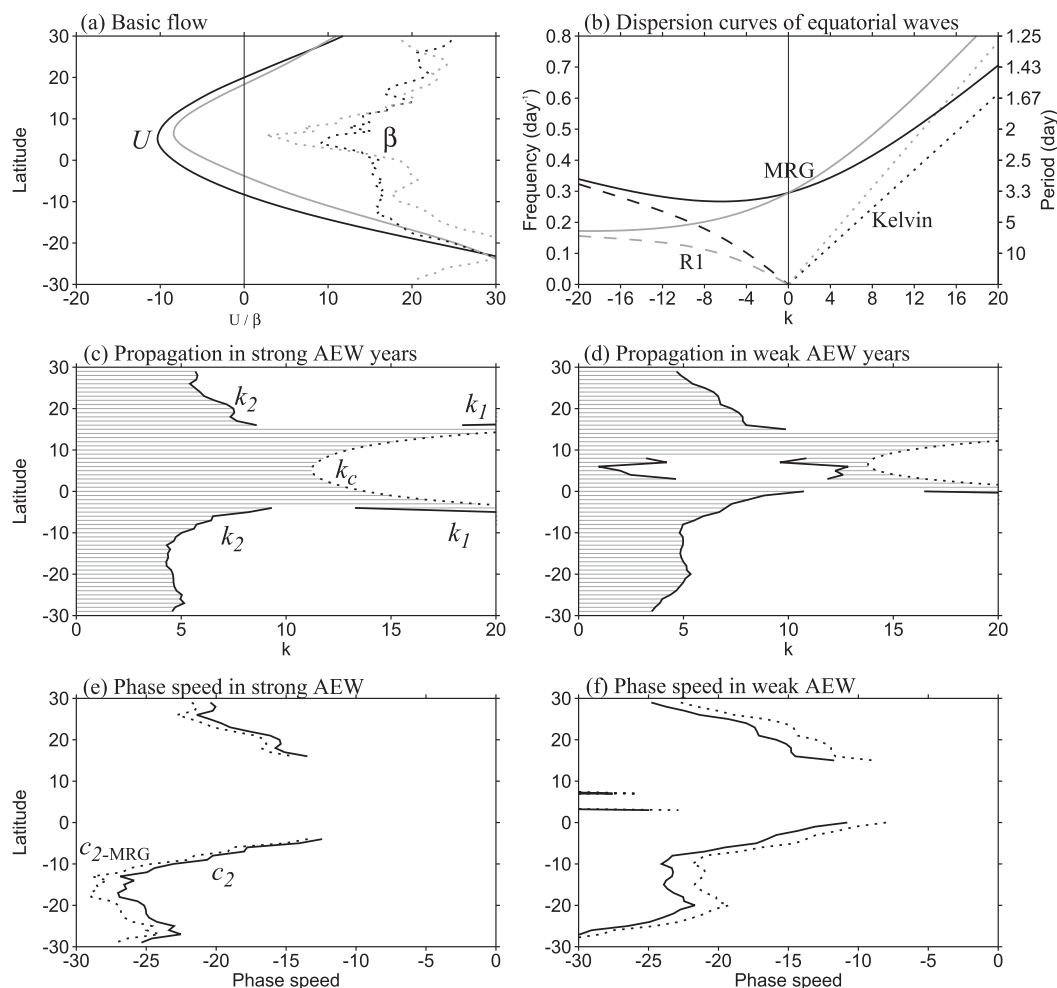 (a) Basic flow
(b) Dispersion curves of equatorial waves
30
20
10
0
-10
-20
-30
Latitude
U
β
-20
-10
0
10
20
30
U / β
0.8
0.7
0.6
0.5
0.4
0.3
0.2
0.1
0.0
Frequency (day⁻¹)
MRG
Kelvin
R1
1.25
1.43
1.67
2
2.5
3.3
5
10
Period (day)
-20 -16 -12 -8 -4 0 4 8 12 16 20
k
(c) Propagation in strong AEW years
(d) Propagation in weak AEW years
30
20
10
0
-10
-20
-30
Latitude
k2
k1
kc
k2
k1
0 5 10 15 20
k
30
20
10
0
-10
-20
-30
0 5 10 15 20
k
(e) Phase speed in strong AEW
(f) Phase speed in weak AEW
30
20
10
0
-10
-20
-30
Latitude
c2-MRG
c2
-30 -25 -20 -15 -10 -5 0
Phase speed
30
20
10
0
-10
-20
-30
-30 -25 -20 -15 -10 -5 0
Phase speed